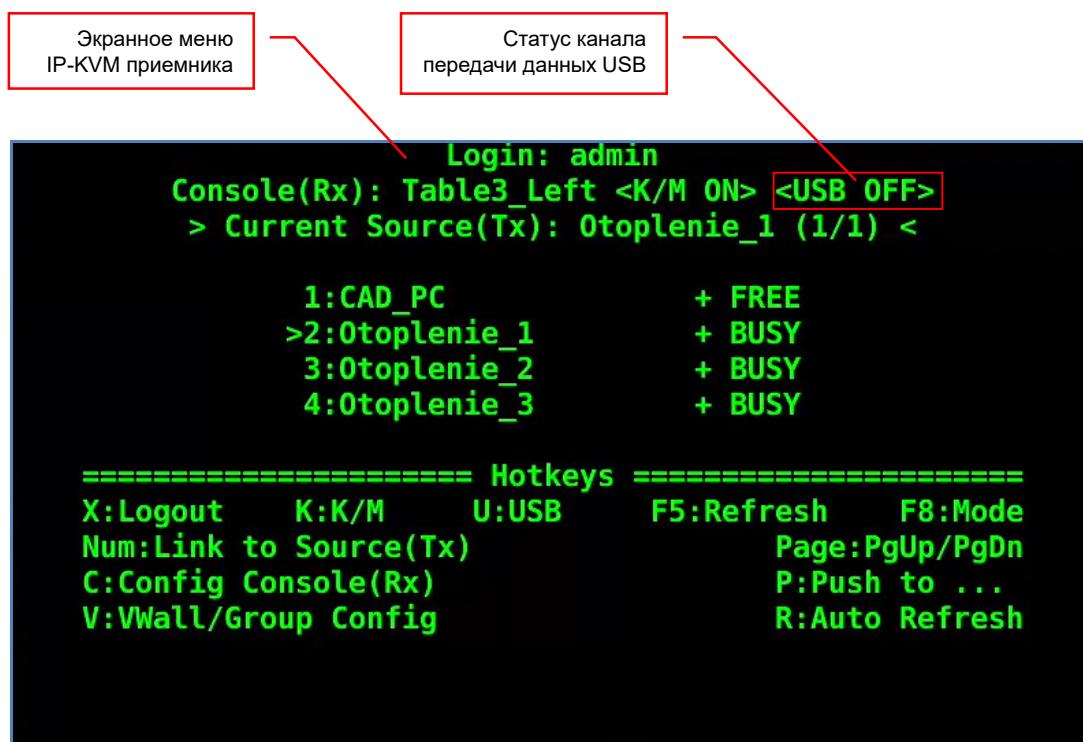 Экранное меню
IP-KVM приемника
Статус канала
передачи данных USB
Login: admin
Console(Rx): Table3_Left <K/M ON> <USB OFF>
> Current Source(Tx): Otoplenie_1 (1/1) <
1:CAD_PC + FREE
>2:Otoplenie_1 + BUSY
3:Otoplenie_2 + BUSY
4:Otoplenie_3 + BUSY
====================== Hotkeys ======================
X:Logout K:K/M U:USB F5:Refresh F8:Mode
Num:Link to Source(Tx) Page:PgUp/PgDn
C:Config Console(Rx) P:Push to ...
V:VWall/Group Config R:Auto Refresh